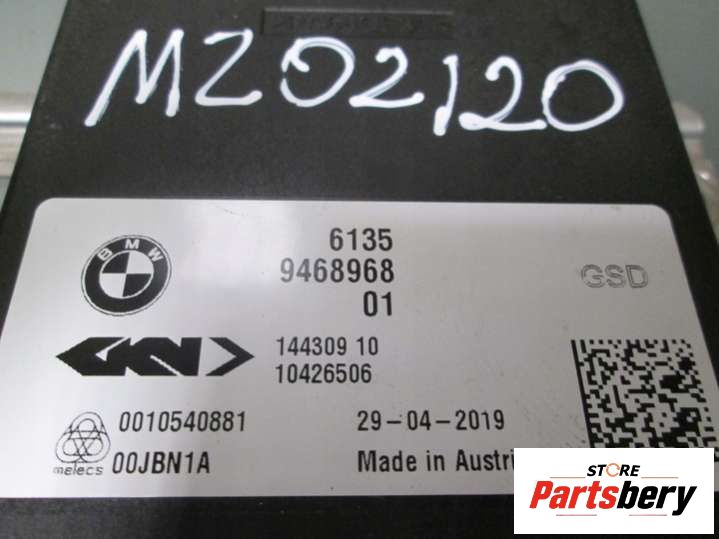 MZ02120
BMW
6135
9468968
01
GSD
GKN
144309 10
10426506
melecs
0010540881
00JBN1A
29-04-2019
Made in Austri
STORE
Partsbery